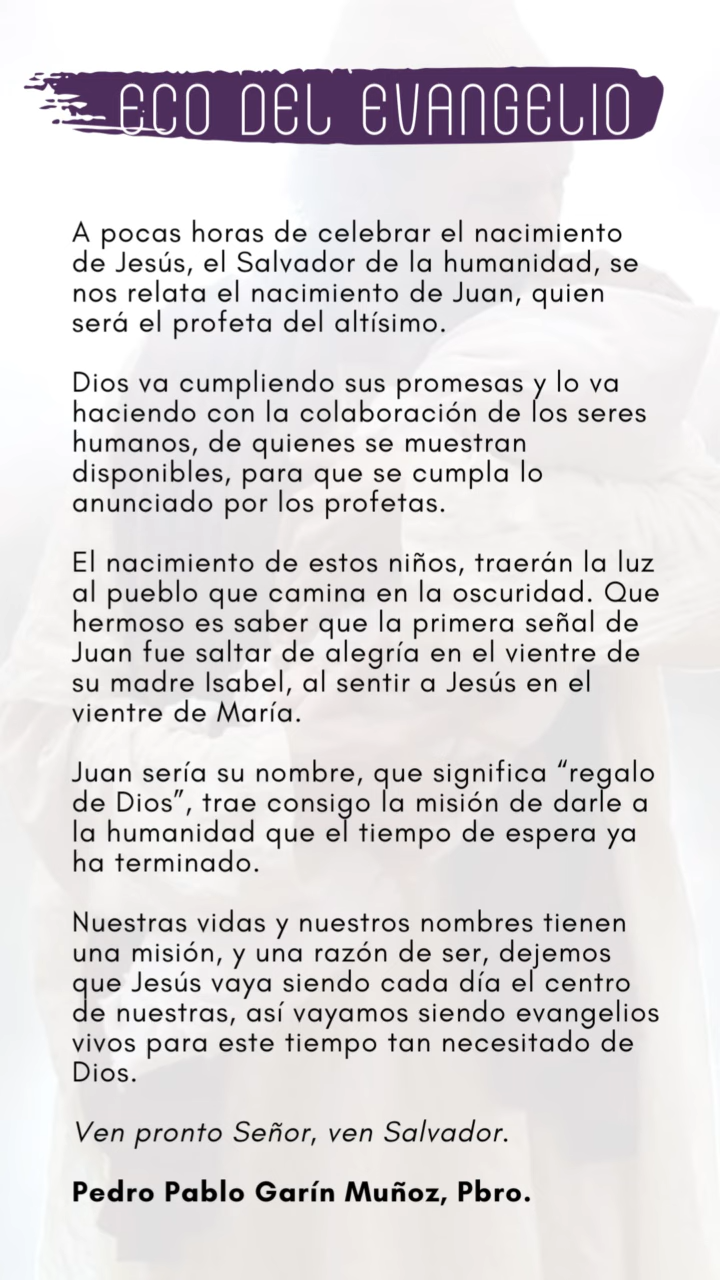 ECO DEL EVANGELIO
A pocas horas de celebrar el nacimiento
de Jesús, el Salvador de la humanidad, se
nos relata el nacimiento de Juan, quien
será el profeta del altísimo.
Dios va cumpliendo sus promesas y lo va
haciendo con la colaboración de los seres
humanos, de quienes se muestran
disponibles, para que se cumpla lo
anunciado por los profetas.
El nacimiento de estos niños, traerán la luz
al pueblo que camina en la oscuridad. Que
hermoso es saber que la primera señal de
Juan fue saltar de alegría en el vientre de
su madre Isabel, al sentir a Jesús en el
vientre de María.
Juan sería su nombre, que significa “regalo
de Dios”, trae consigo la misión de darle a
la humanidad que el tiempo de espera ya
ha terminado.
Nuestras vidas y nuestros nombres tienen
una misión, y una razón de ser, dejemos
que Jesús vaya siendo cada día el centro
de nuestras, así vayamos siendo evangelios
vivos para este tiempo tan necesitado de
Dios.
Ven pronto Señor, ven Salvador.
Pedro Pablo Garín Muñoz, Pbro.